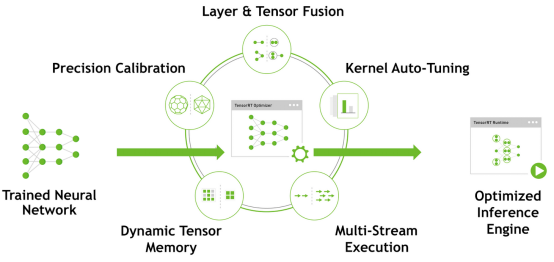 Layer & Tensor Fusion
Precision Calibration
Kernel Auto-Tuning
TensorRT Optimizer
TensorRT Runtime
Trained Neural
Network
Optimized
Inference
Engine
Dynamic Tensor
Memory
Multi-Stream
Execution